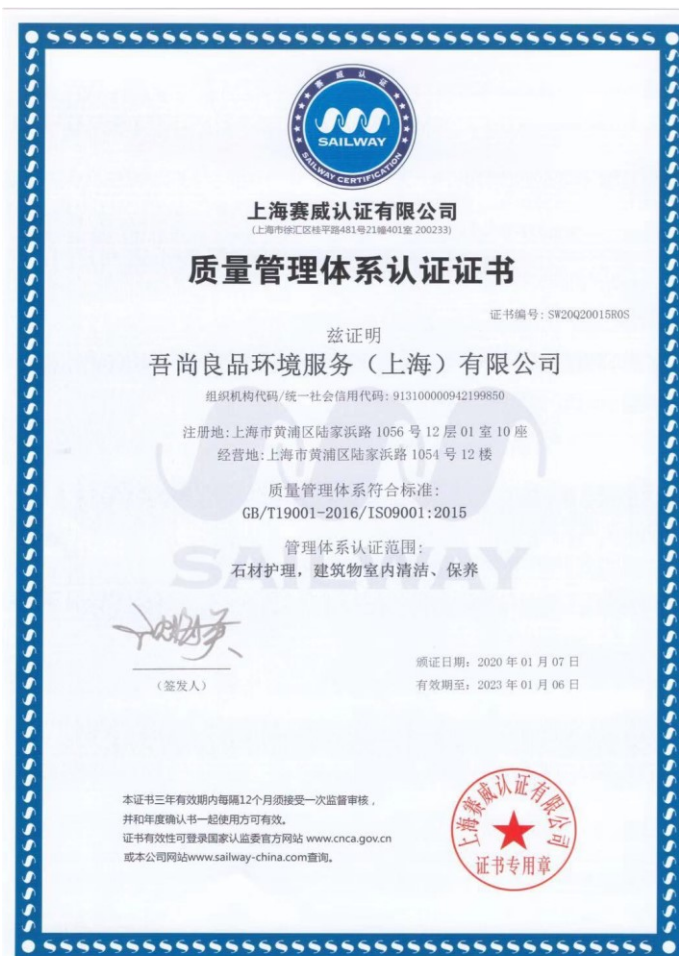 赛威认证
SAILWAY
SAILWAY CERTIFICATION
上海赛威认证有限公司
(上海市徐汇区桂平路481号21幢401室 200233)
质量管理体系认证证书
证书编号: SW20Q20015R0S
兹证明
吾尚良品环境服务（上海）有限公司
组织机构代码/统一社会信用代码: 913100000942199850
注册地:上海市黄浦区陆家浜路 1056 号 12 层 01 室 10 座
经营地:上海市黄浦区陆家浜路 1054 号 12 楼
质量管理体系符合标准:
GB/T19001-2016/ISO9001:2015
管理体系认证范围:
石材护理，建筑物室内清洁、保养
SAILWAY
（签发人）
颁证日期: 2020 年 01 月 07 日
有效期至: 2023 年 01 月 06 日
本证书三年有效期内每隔12个月须接受一次监督审核，
并和年度确认书一起使用方可有效。
证书有效性可登录国家认监委官方网站 www.cnca.gov.cn
或本公司网站www.sailway-china.com查询。
上海赛威认证有限公司
证书专用章